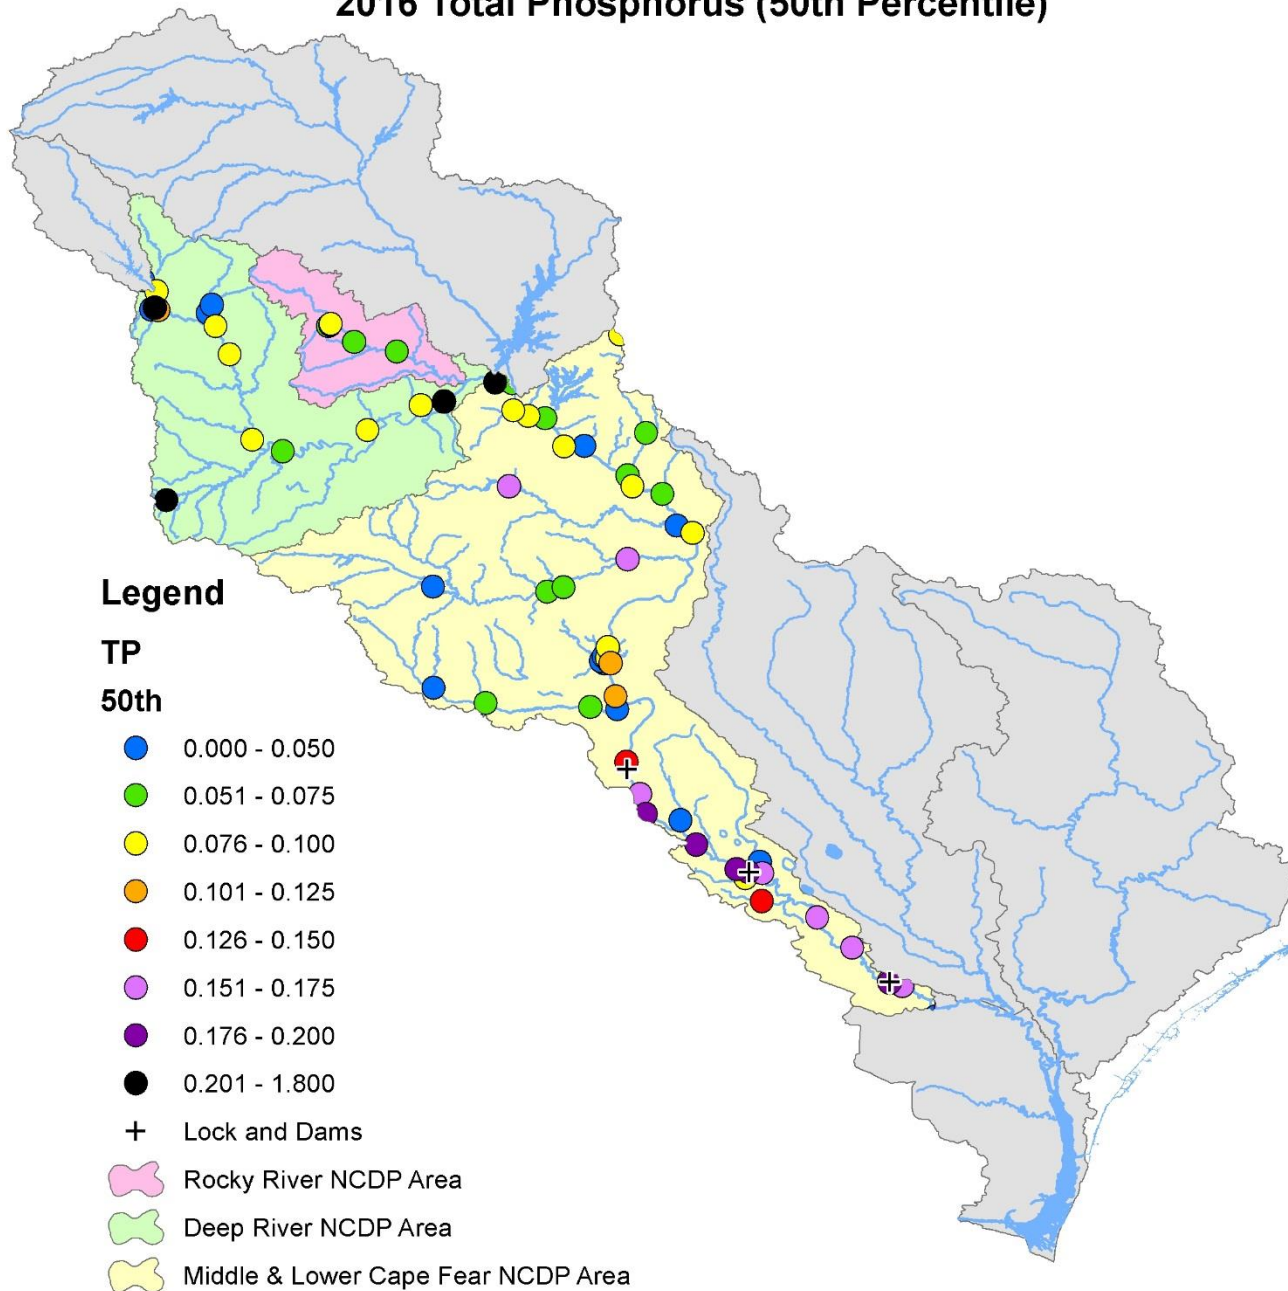 2016 Total Phosphorus (50th Percentile)
Legend
TP
50th
0.000 - 0.050
0.051 - 0.075
0.076 - 0.100
0.101 - 0.125
0.126 - 0.150
0.151 - 0.175
0.176 - 0.200
0.201 - 1.800
Lock and Dams
Rocky River NCDP Area
Deep River NCDP Area
Middle & Lower Cape Fear NCDP Area